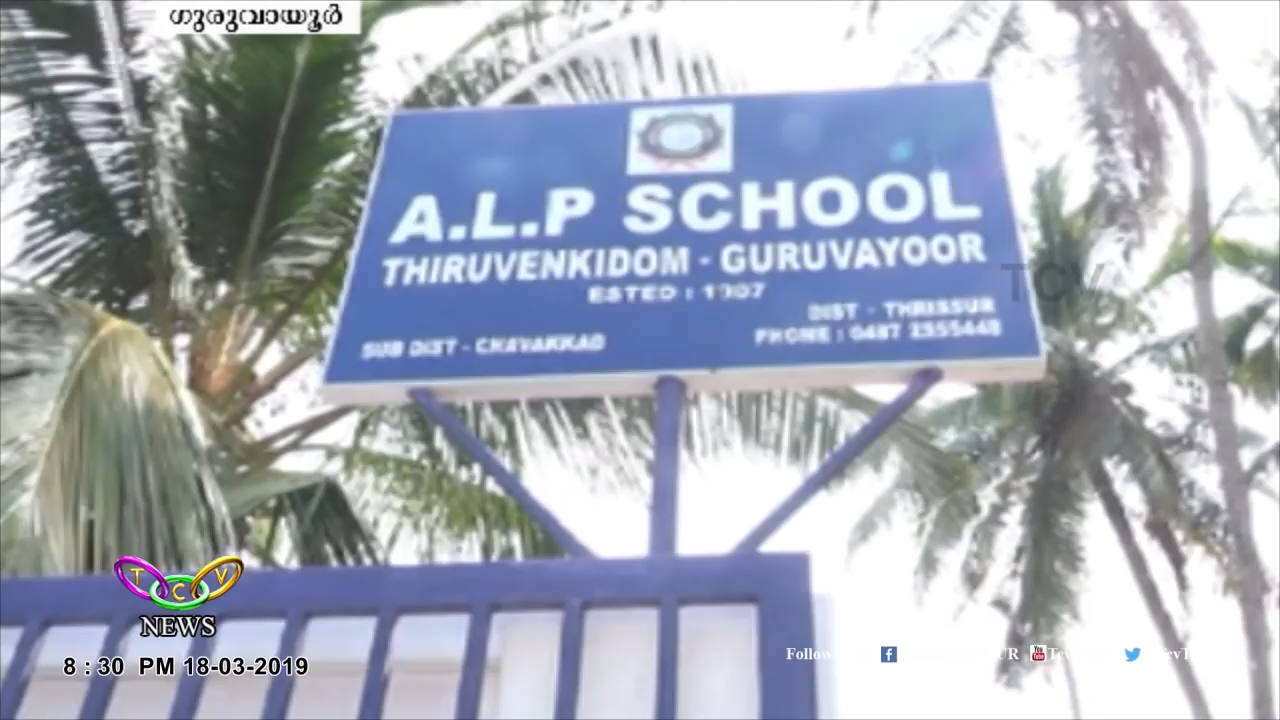 ഗുരുവായൂർ
A.L.P SCHOOL
THIRUVENKIDOM - GURUVAYOOR
ESTED : 1907
DIST - THRISSUR
SUB DIST - CHAVAKKAD
PHONE : 0487 2555448
TCV
T C V
NEWS
8 : 30 PM 18-03-2019
Follow